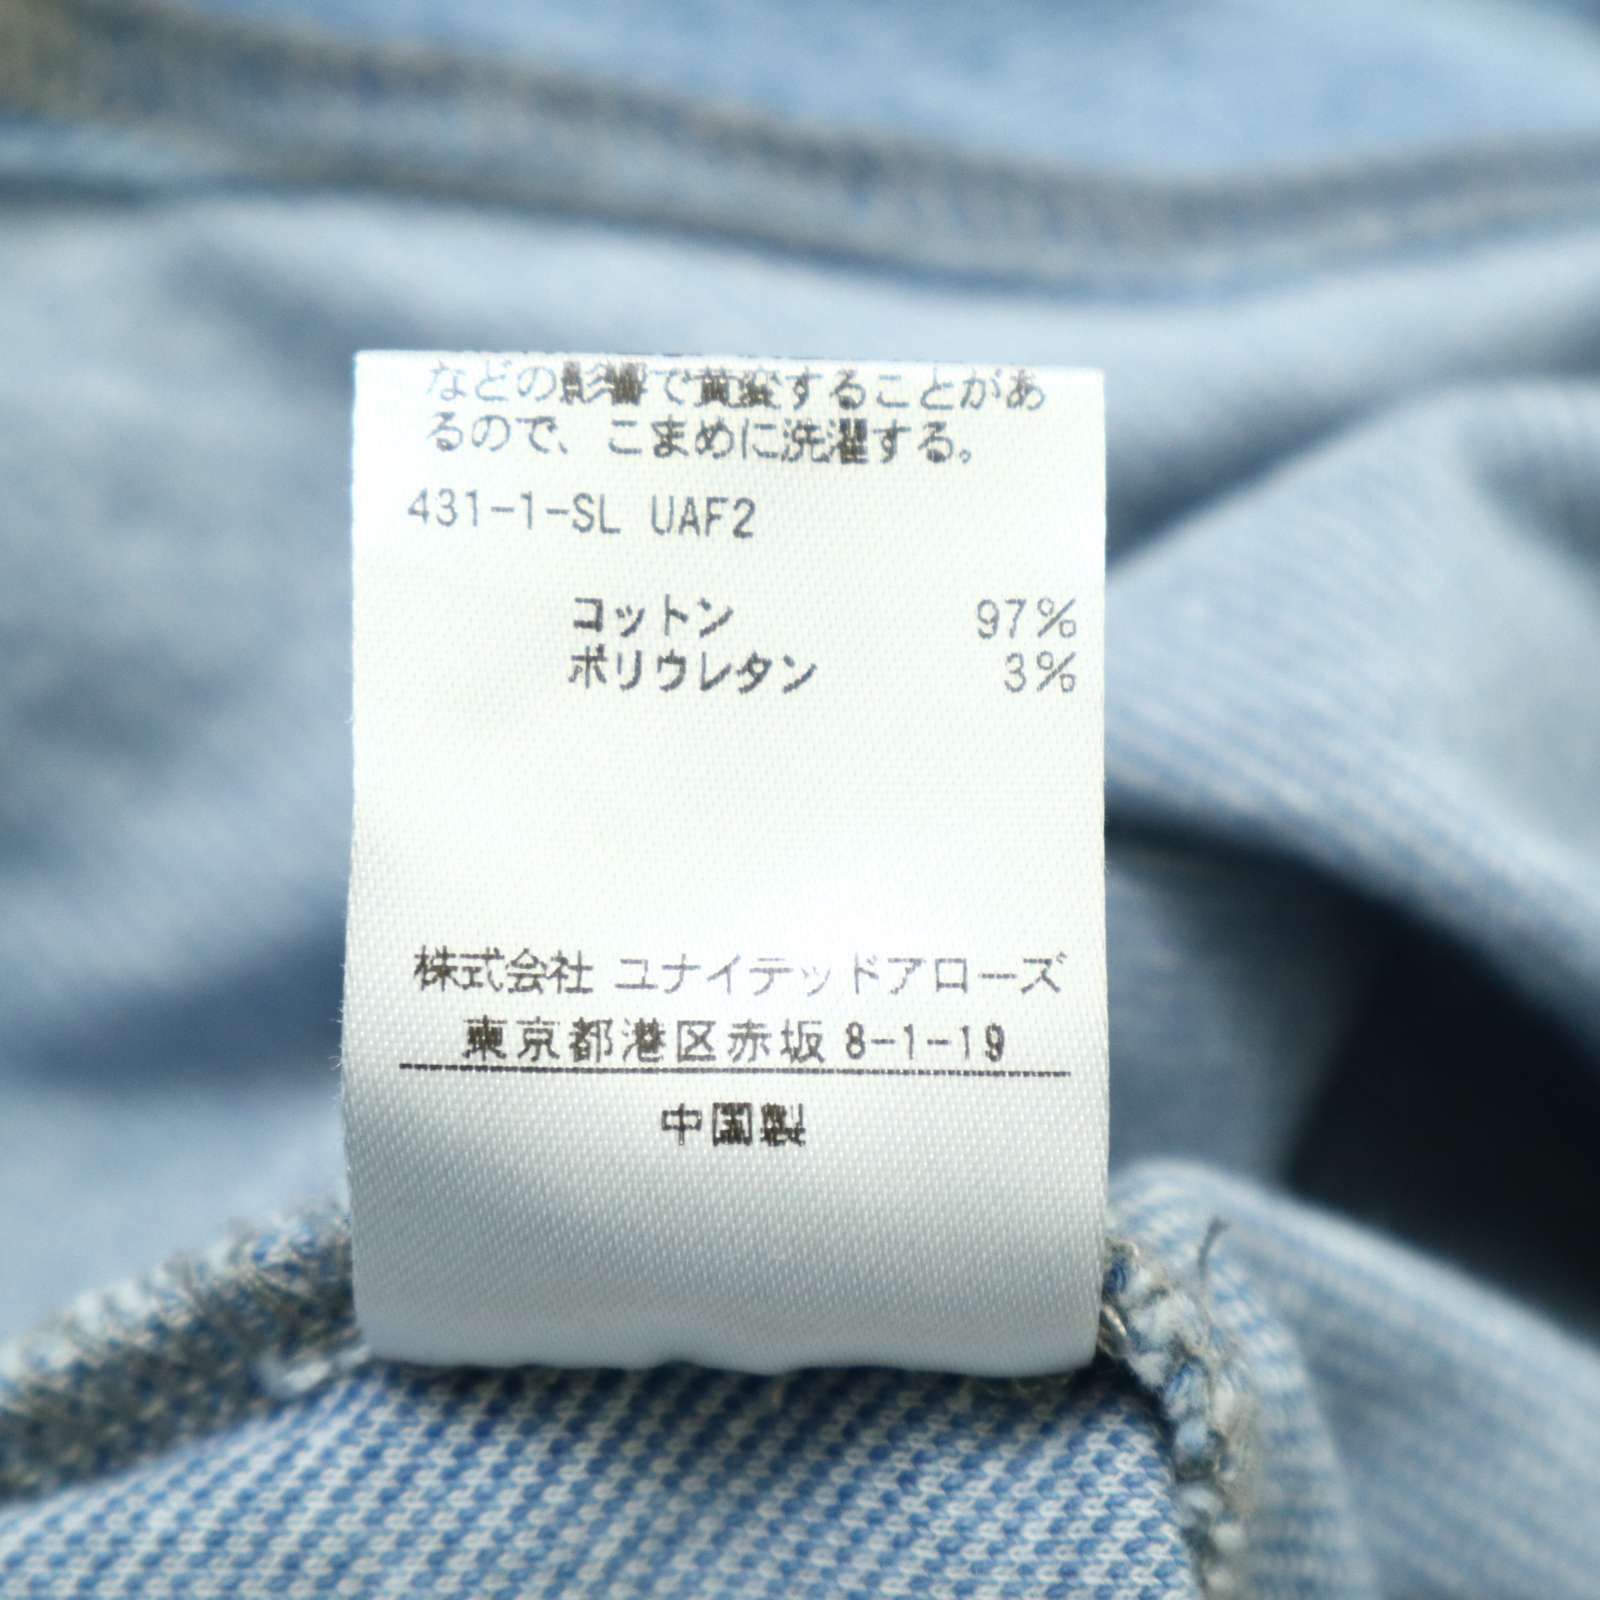 などの影響で黄変することがあ
るので、こまめに洗濯する。
431-1-SL UAF2
コットン 97%
ポリウレタン 3%
株式会社 ユナイテッドアローズ
東京都港区赤坂 8-1-19
中国製